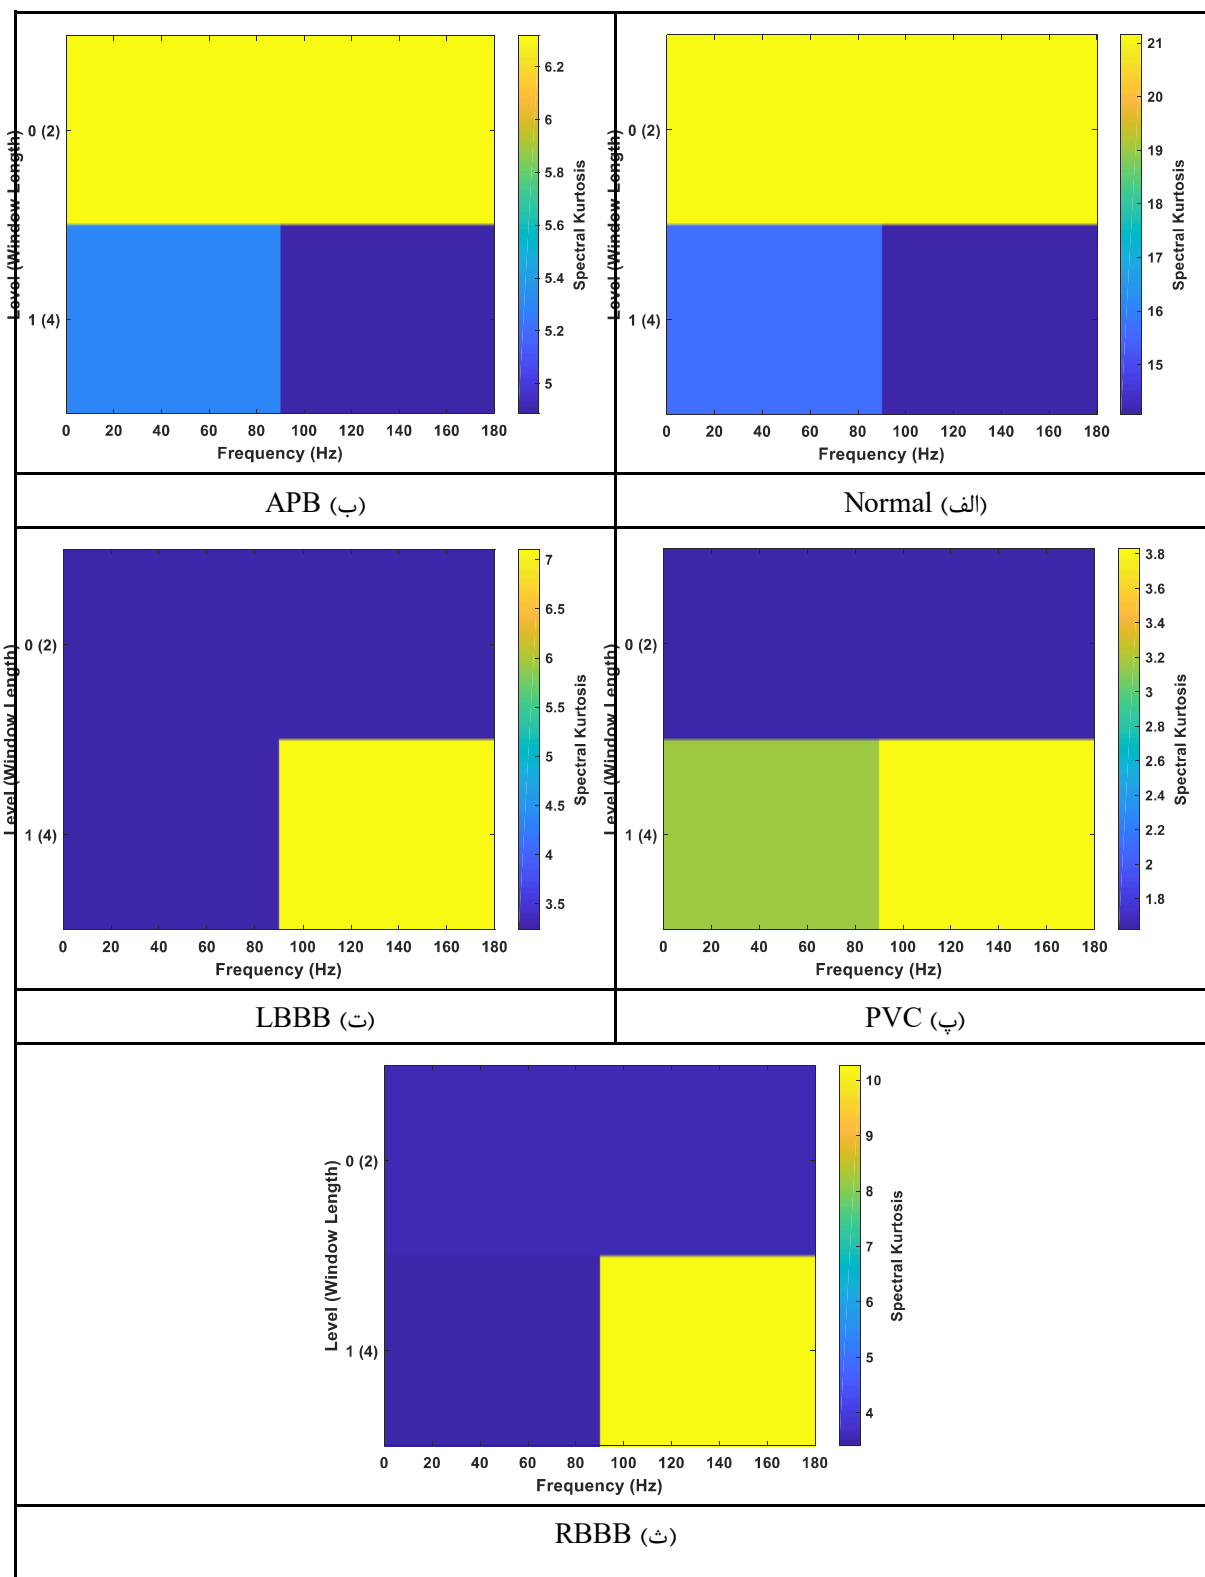 21
20
19
18
17
16
15
Spectral Kurtosis
Level (Window Length)
0 (2)
1 (4)
0 20 40 60 80 100 120 140 160 180
Frequency (Hz)
(الف) Normal
6.2
6
5.8
5.6
5.4
5.2
5
Spectral Kurtosis
Level (Window Length)
0 (2)
1 (4)
0 20 40 60 80 100 120 140 160 180
Frequency (Hz)
(ب) APB
3.8
3.6
3.4
3.2
3
2.8
2.6
2.4
2.2
2
1.8
Spectral Kurtosis
Level (Window Length)
0 (2)
1 (4)
0 20 40 60 80 100 120 140 160 180
Frequency (Hz)
(پ) PVC
7
6.5
6
5.5
5
4.5
4
3.5
Spectral Kurtosis
Level (Window Length)
0 (2)
1 (4)
0 20 40 60 80 100 120 140 160 180
Frequency (Hz)
(ت) LBBB
10
9
8
7
6
5
4
Spectral Kurtosis
Level (Window Length)
0 (2)
1 (4)
0 20 40 60 80 100 120 140 160 180
Frequency (Hz)
(ث) RBBB